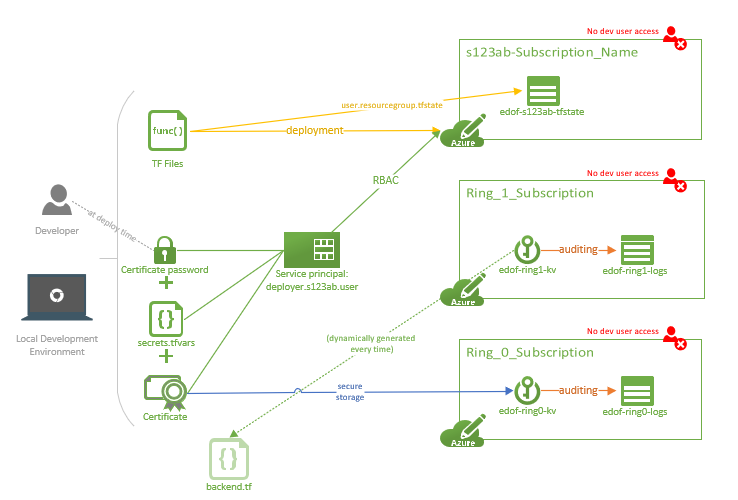 No dev user access
s123ab-Subscription_Name
user.resourcegroup.tfstate
edof-s123ab-tfstate
func( )
deployment
Azure
TF Files
RBAC
No dev user access
Ring_1_Subscription
Developer
at deploy time
Certificate password
Service principal:
deployer.s123ab.user
auditing
edof-ring1-kv
edof-ring1-logs
Azure
{ }
secrets.tfvars
Local Development
Environment
(dynamically generated
every time)
No dev user access
Ring_0_Subscription
secure
storage
auditing
edof-ring0-kv
edof-ring0-logs
Certificate
Azure
{ }
backend.tf